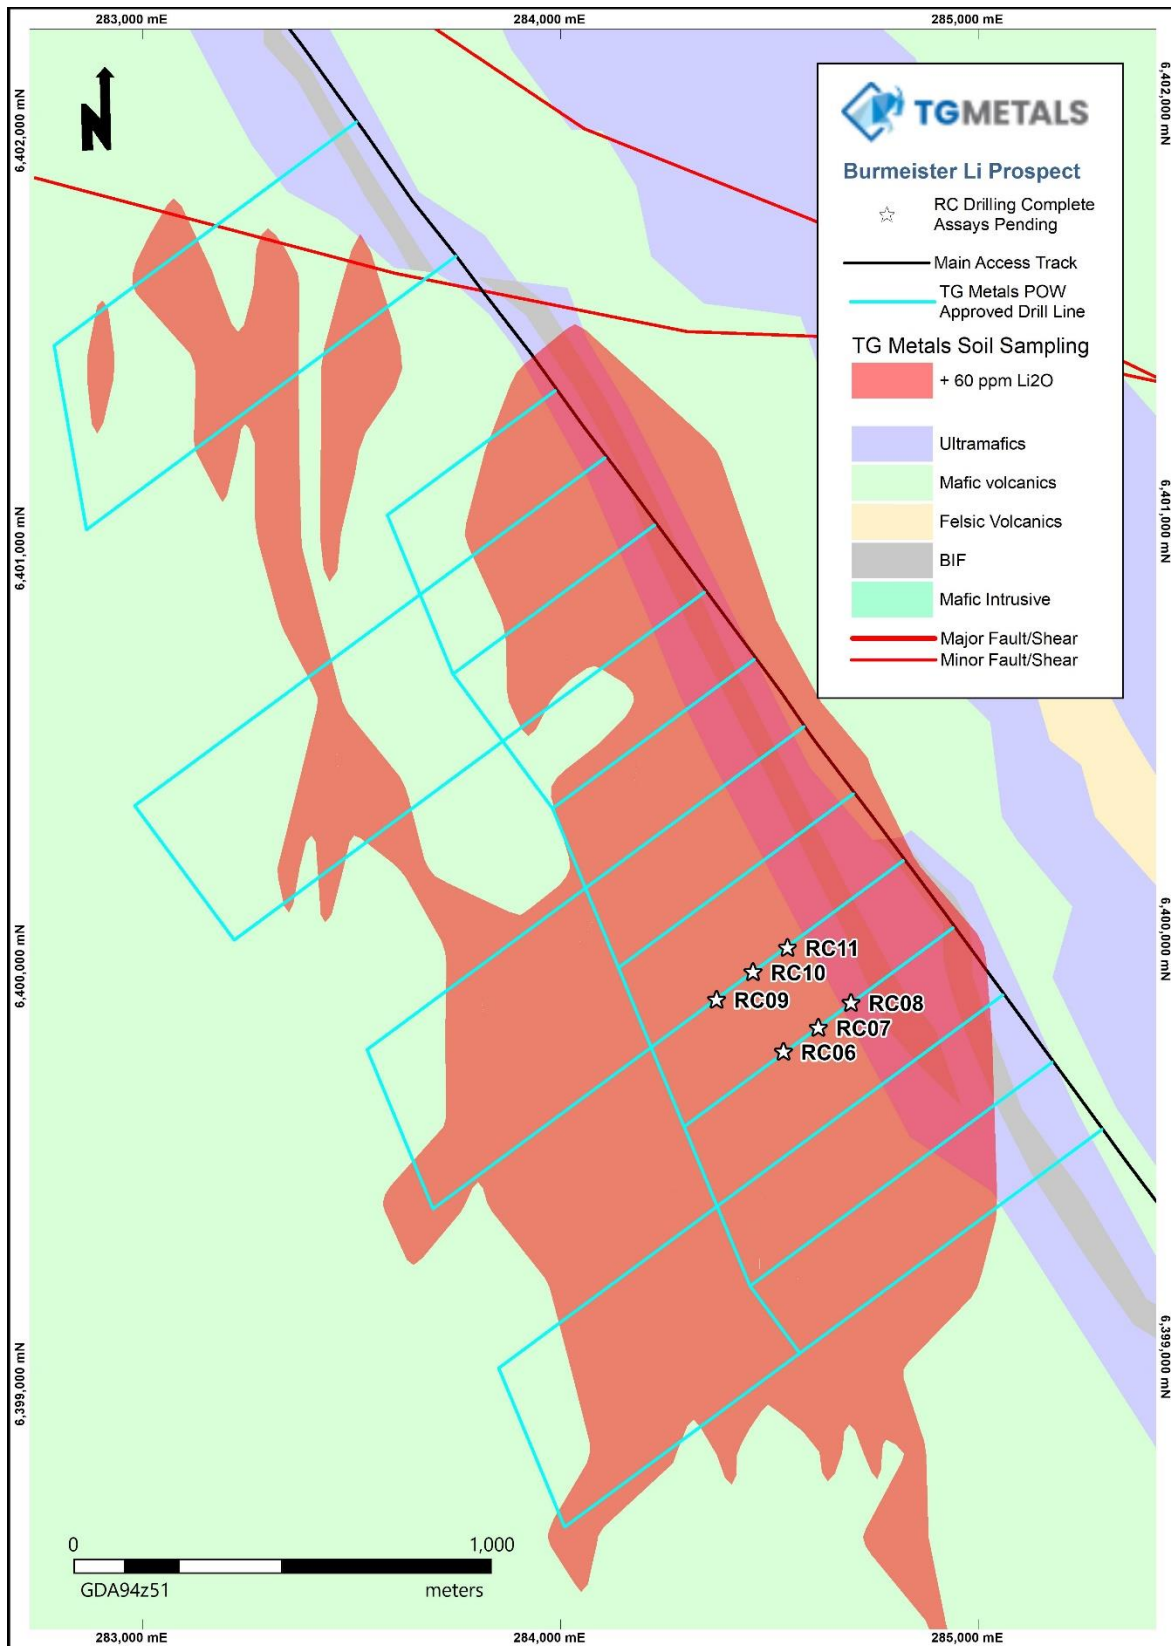 283,000 mE
284,000 mE
285,000 mE
6,402,000 mN
6,402,000 mN
N
TGMETALS
Burmeister Li Prospect
RC Drilling Complete
Assays Pending
Main Access Track
TG Metals POW
Approved Drill Line
TG Metals Soil Sampling
+ 60 ppm Li2O
Ultramafics
Mafic volcanics
Felsic Volcanics
BIF
Mafic Intrusive
Major Fault/Shear
Minor Fault/Shear
6,401,000 mN
6,401,000 mN
6,400,000 mN
6,400,000 mN
RC11
RC10
RC09
RC08
RC07
RC06
6,399,000 mN
6,399,000 mN
0
1,000
GDA94z51
meters
283,000 mE
284,000 mE
285,000 mE